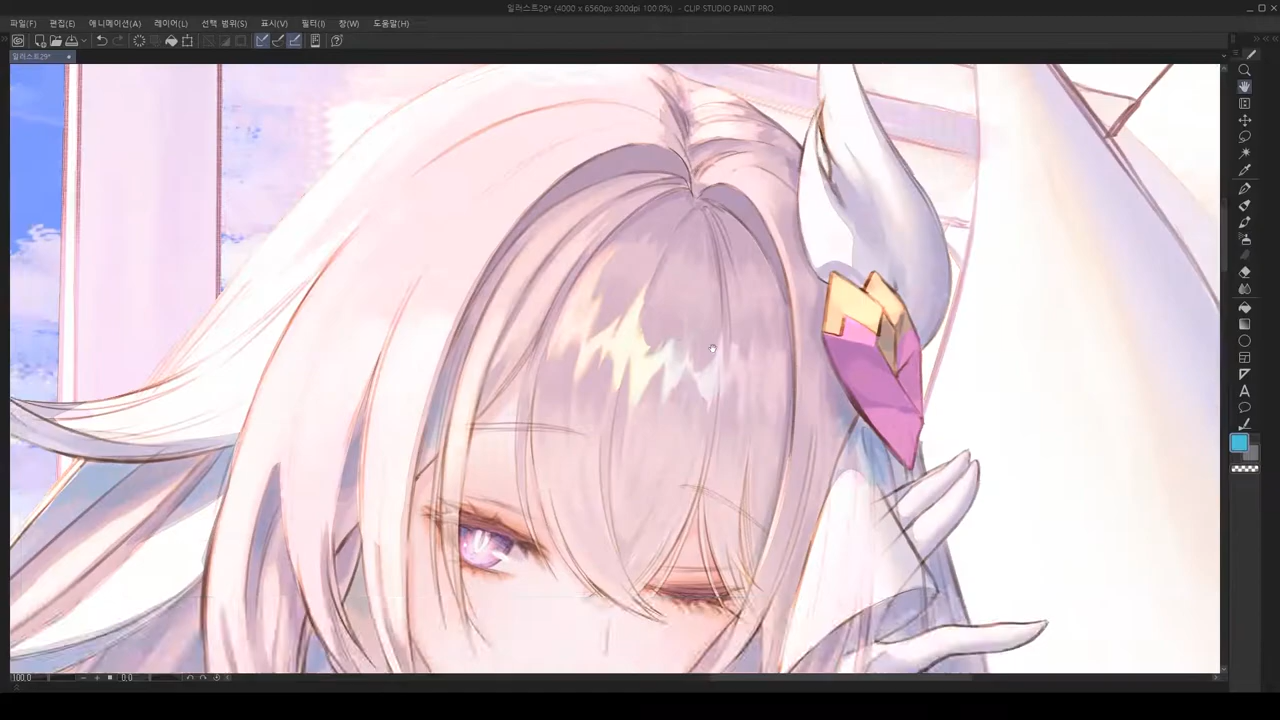 일러스트29* (4000 x 6560px 300dpi 100.0%)  - CLIP STUDIO PAINT PRO
파일(F) 편집(E) 애니메이션(A) 레이어(L) 선택 범위(S) 표시(V) 필터(I) 창(W) 도움말(H)
일러스트29*
100.0 0.0